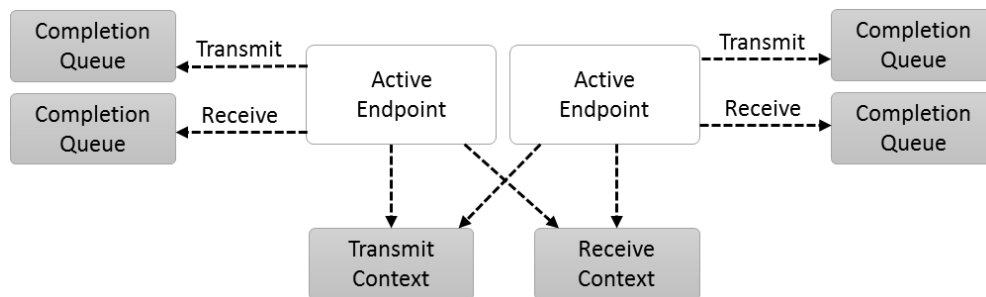 Completion
Queue
Transmit
Completion
Queue
Receive
Active
Endpoint
Active
Endpoint
Transmit
Completion
Queue
Receive
Completion
Queue
Transmit
Context
Receive
Context